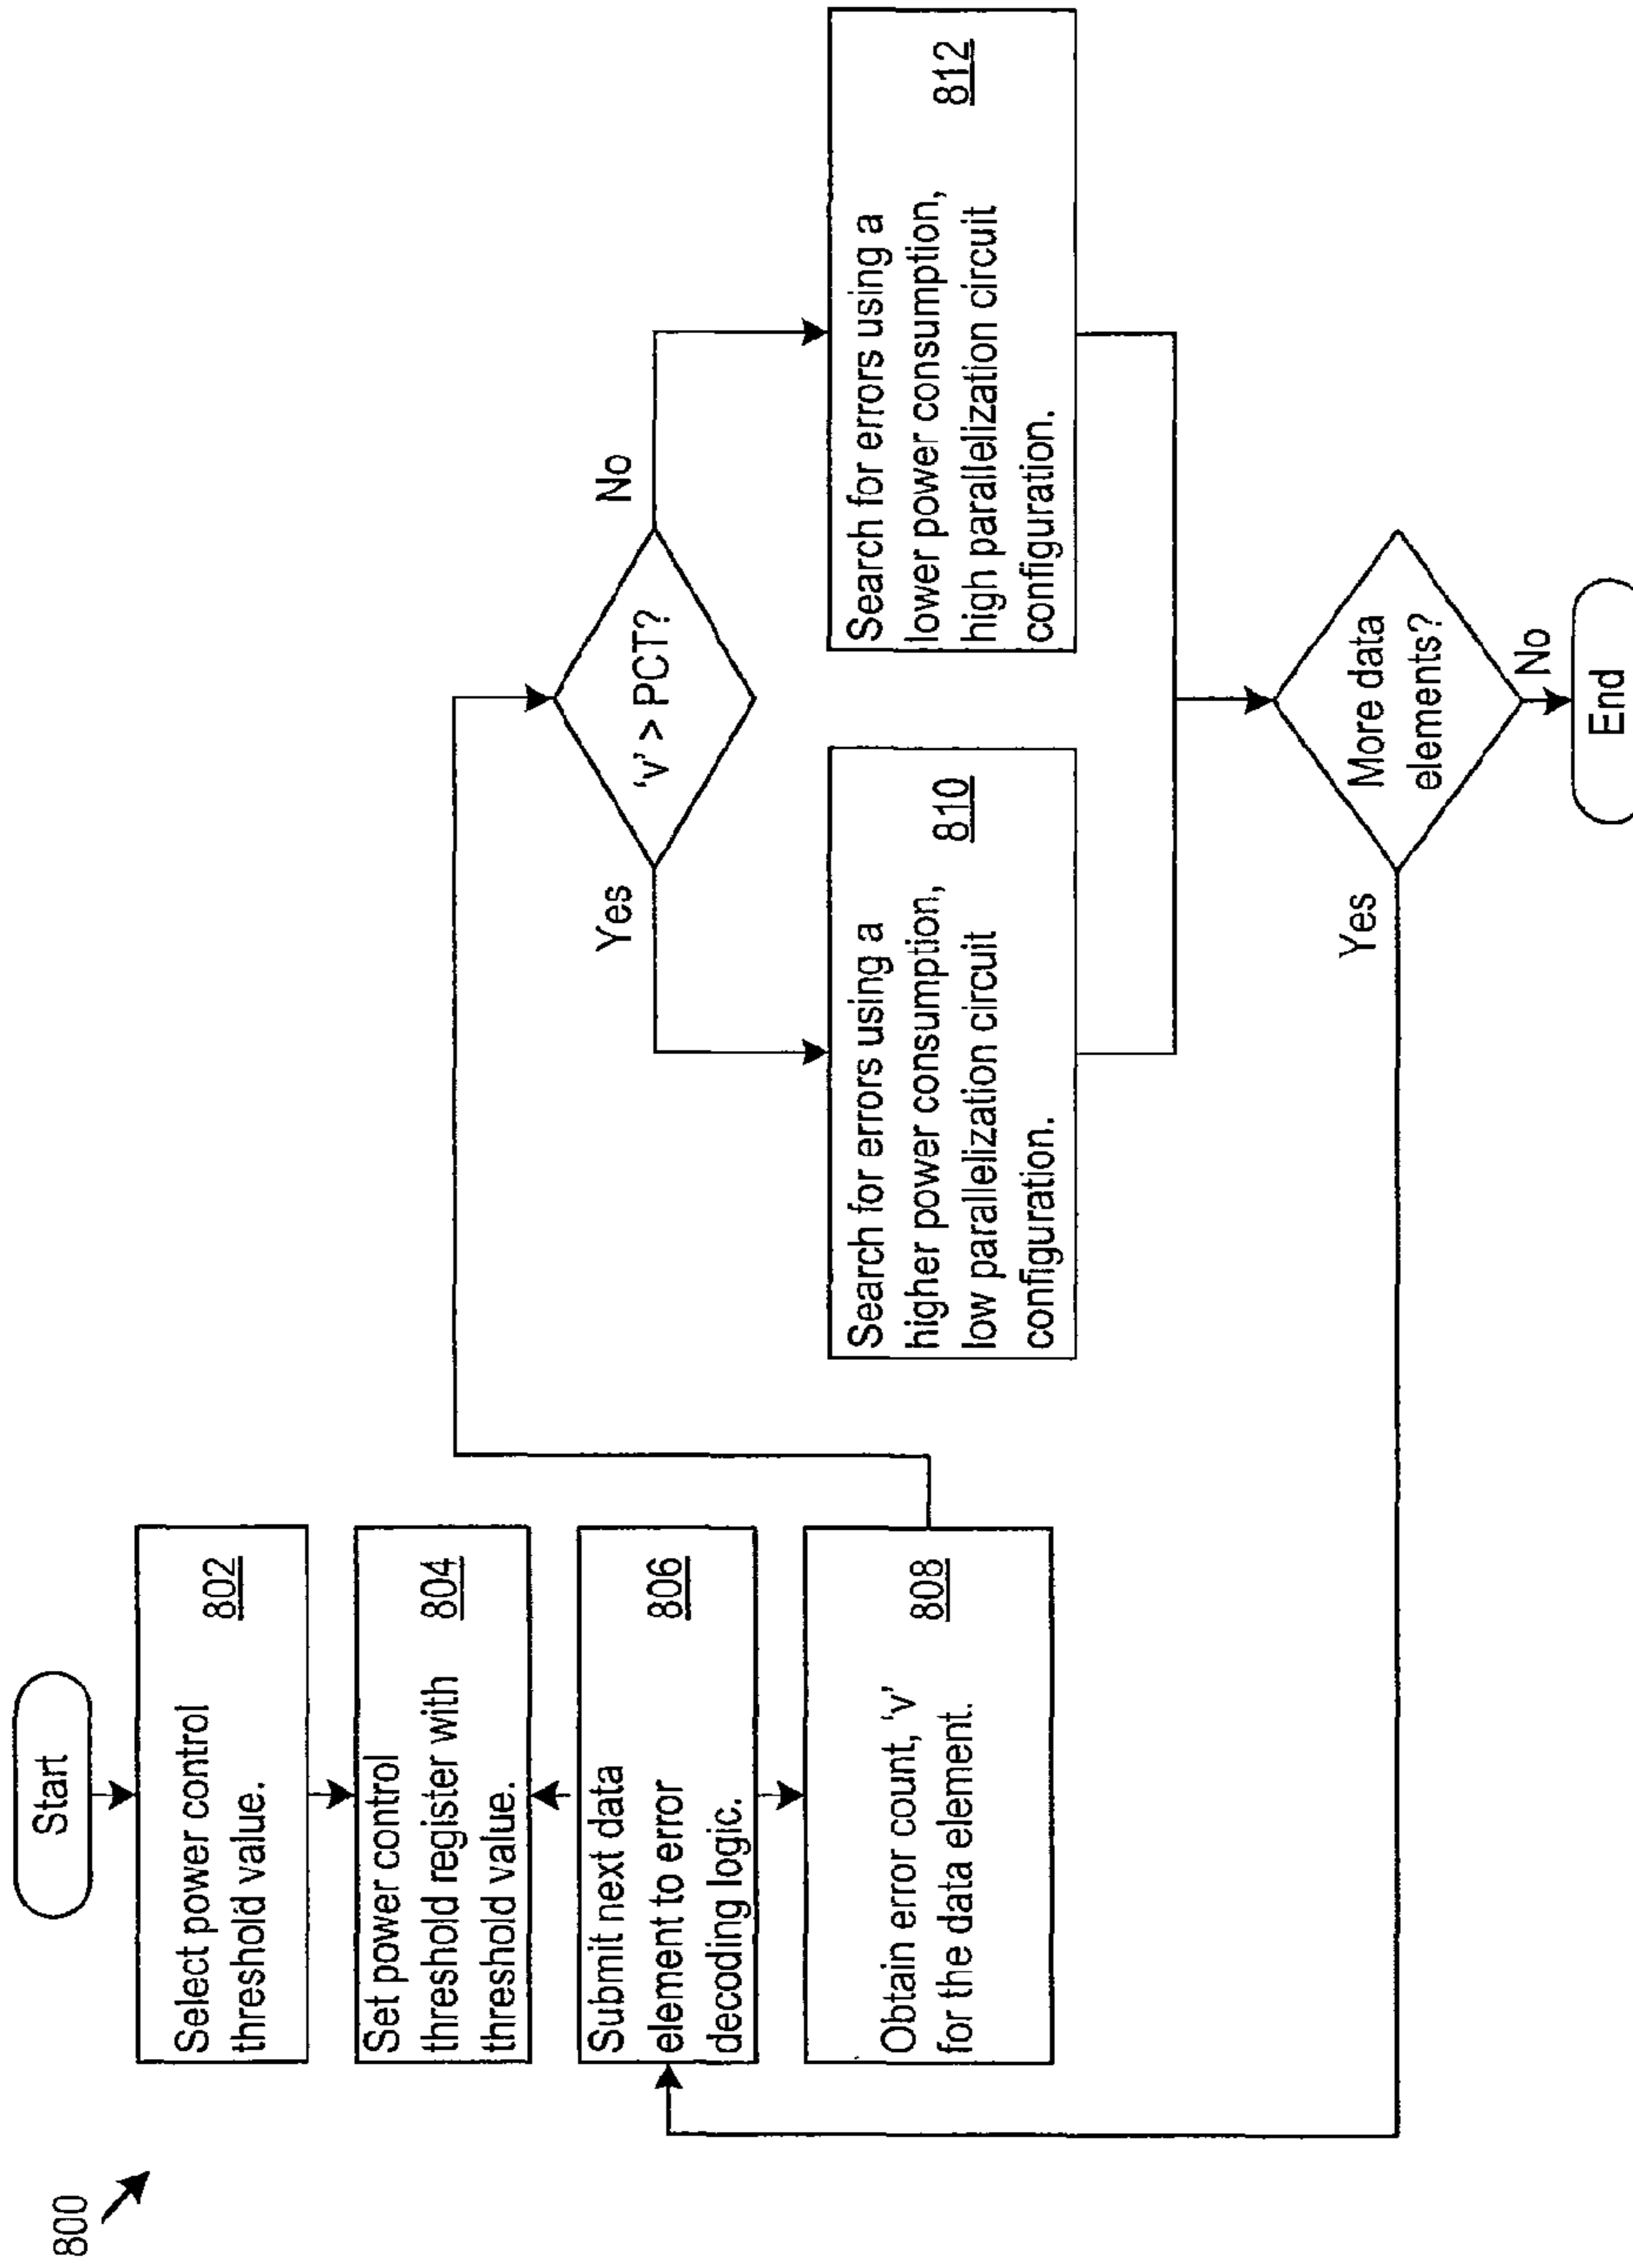 800
Start
Select power control
threshold value.
802
Set power control
threshold register with
threshold value.
804
Submit next data
element to error
decoding logic.
806
Obtain error count, 'v'
for the data element.
808
'v' > PCT?
Yes
No
Search for errors using a
higher power consumption,
low parallelization circuit
configuration.
810
Search for errors using a
lower power consumption,
high parallelization circuit
configuration.
812
More data
elements?
Yes
No
End